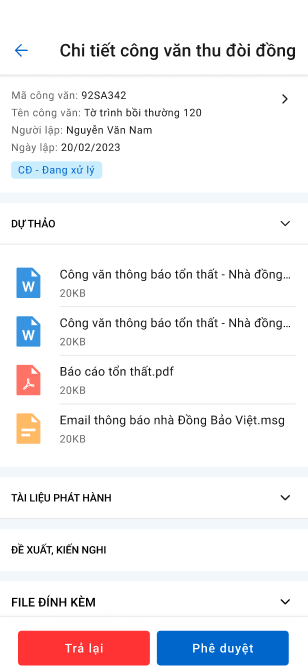 Chi tiết công văn thu đòi đồng
Mã công văn: 92SA342
Tên công văn: Tờ trình bồi thường 120
Người lập: Nguyễn Văn Nam
Ngày lập: 20/02/2023
CĐ - Đang xử lý
DỰ THẢO
W
Công văn thông báo tổn thất - Nhà đồng...
20KB
W
Công văn thông báo tổn thất - Nhà đồng...
20KB
Báo cáo tổn thất.pdf
20KB
Email thông báo nhà Đồng Bảo Việt.msg
20KB
TÀI LIỆU PHÁT HÀNH
ĐỀ XUẤT, KIẾN NGHI
FILE ĐÍNH KÈM
Trả lại
Phê duyệt